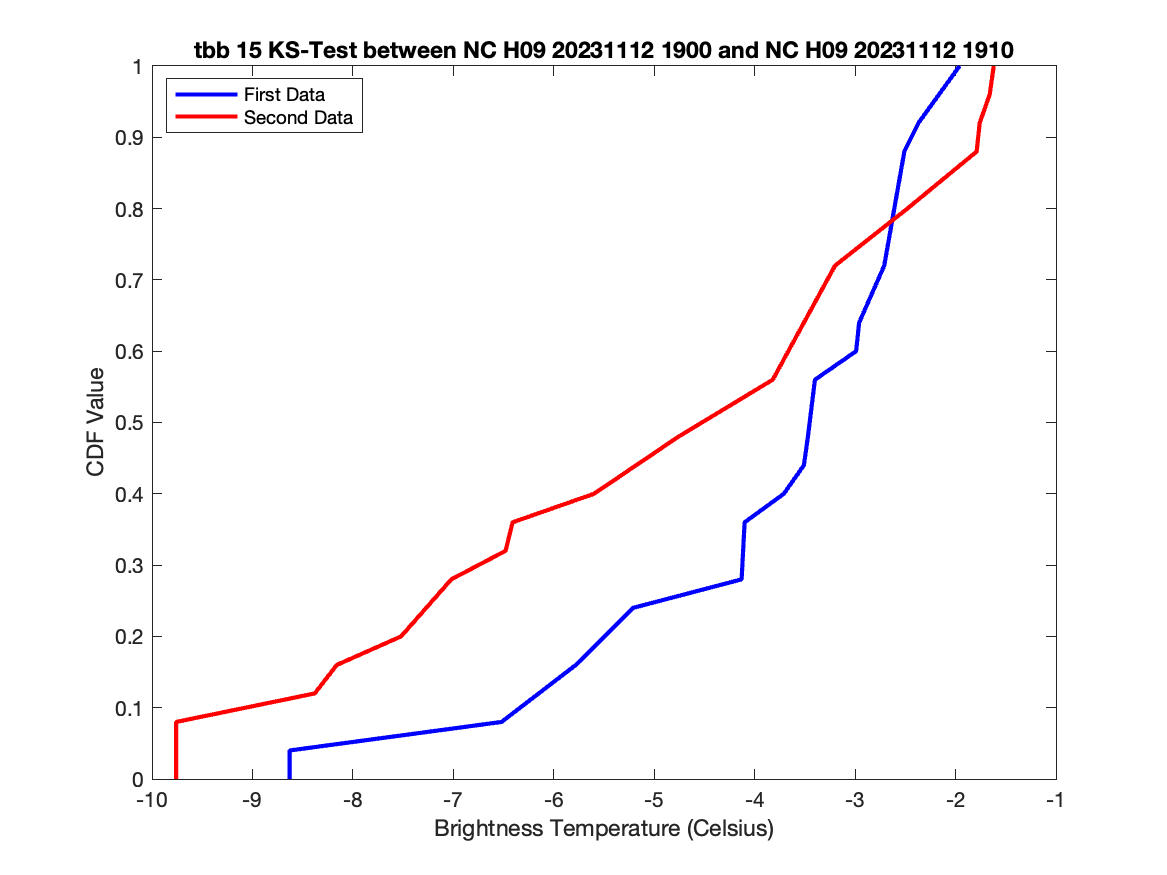 tbb 15 KS-Test between NC H09 20231112 1900 and NC H09 20231112 1910
First Data
Second Data
1
0.9
0.8
0.7
0.6
0.5
0.4
0.3
0.2
0.1
0
CDF Value
-10 -9 -8 -7 -6 -5 -4 -3 -2 -1
Brightness Temperature (Celsius)